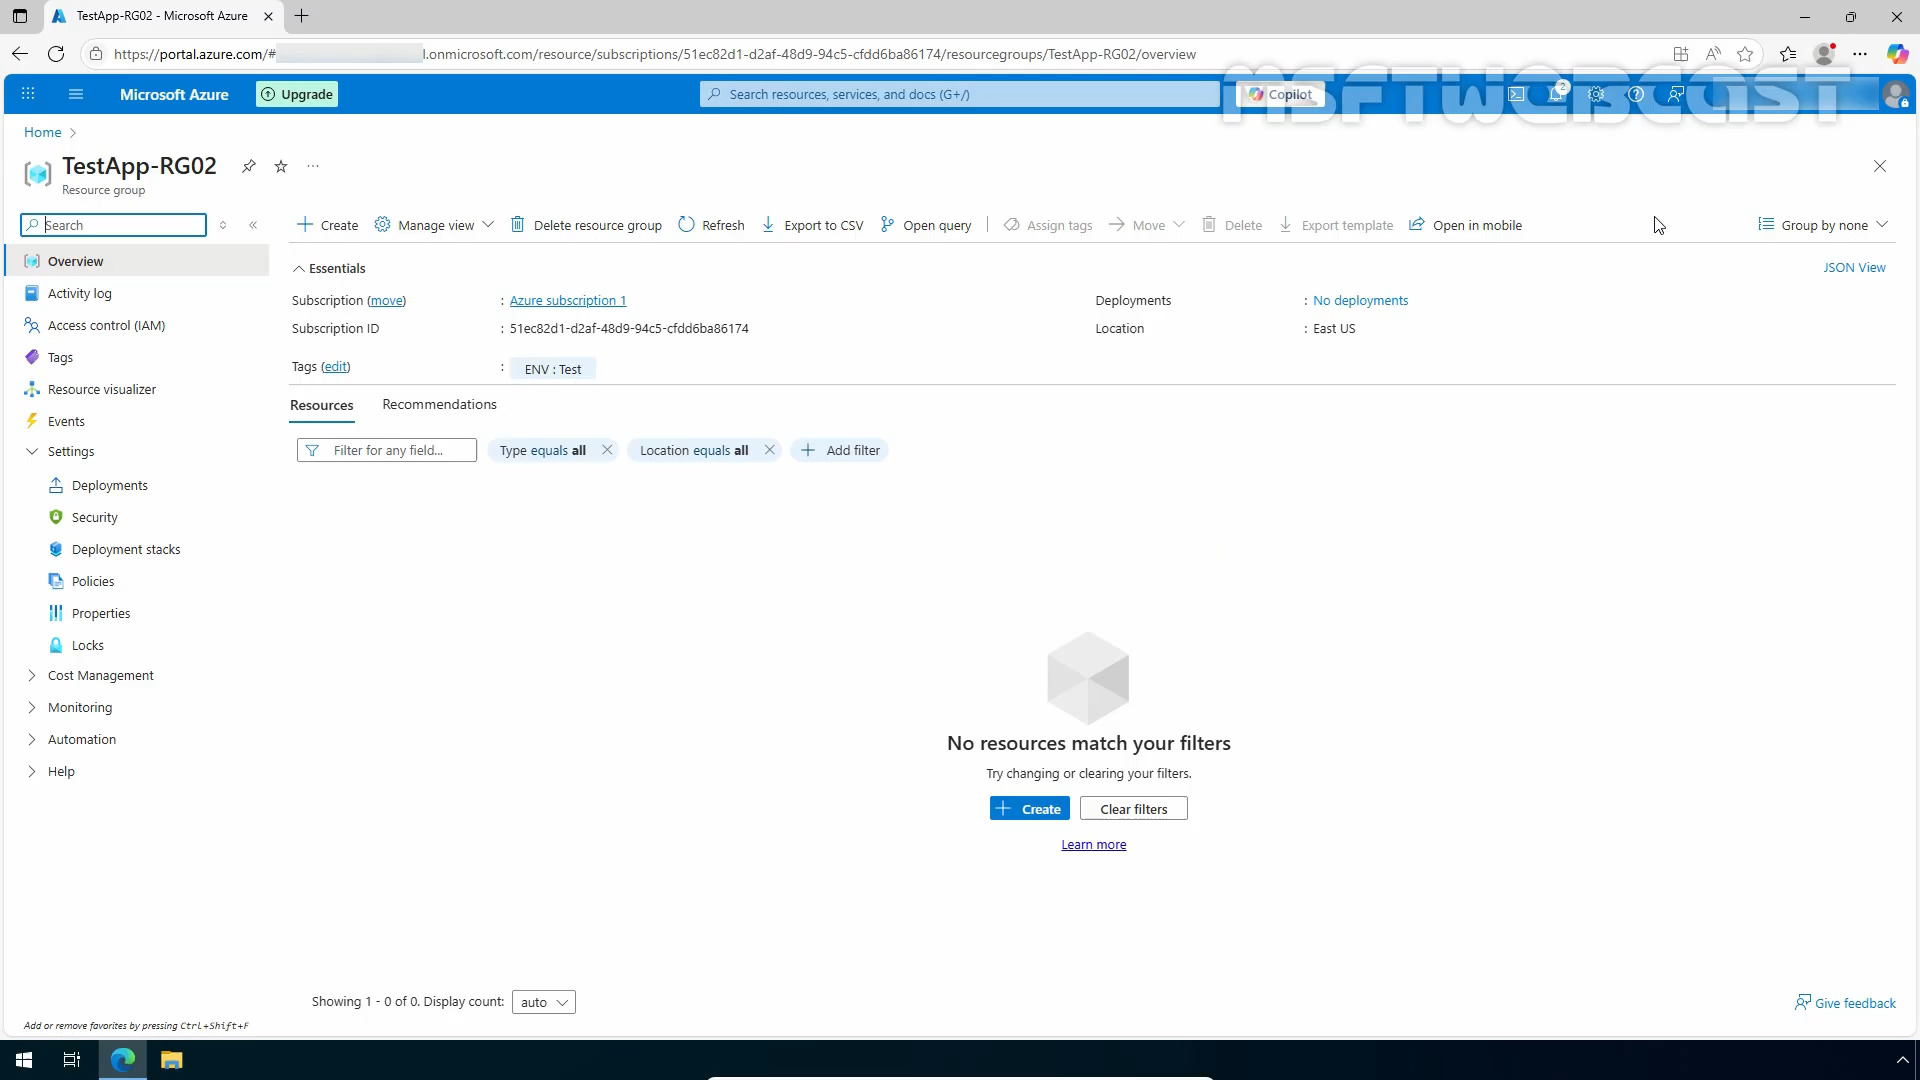 TestApp-RG02 - Microsoft Azure
https://portal.azure.com/#
l.onmicrosoft.com/resource/subscriptions/51ec82d1-d2af-48d9-94c5-cfdd6ba86174/resourcegroups/TestApp-RG02/overview
Microsoft Azure
Upgrade
Search resources, services, and docs (G+/)
Copilot
2
MSFTWEBCAST
Home
TestApp-RG02
Resource group
Search
Create
Manage view
Delete resource group
Refresh
Export to CSV
Open query
Assign tags
Move
Delete
Export template
Open in mobile
Group by none
Overview
Activity log
Access control (IAM)
Tags
Resource visualizer
Events
Settings
Deployments
Security
Deployment stacks
Policies
Properties
Locks
Cost Management
Monitoring
Automation
Help
Add or remove favorites by pressing Ctrl+Shift+F
Essentials
JSON View
Subscription (move) : Azure subscription 1
Subscription ID : 51ec82d1-d2af-48d9-94c5-cfdd6ba86174
Deployments : No deployments
Location : East US
Tags (edit) : ENV : Test
Resources
Recommendations
Filter for any field...
Type equals all
Location equals all
Add filter
No resources match your filters
Try changing or clearing your filters.
Create
Clear filters
Learn more
Showing 1 - 0 of 0. Display count: auto
Give feedback